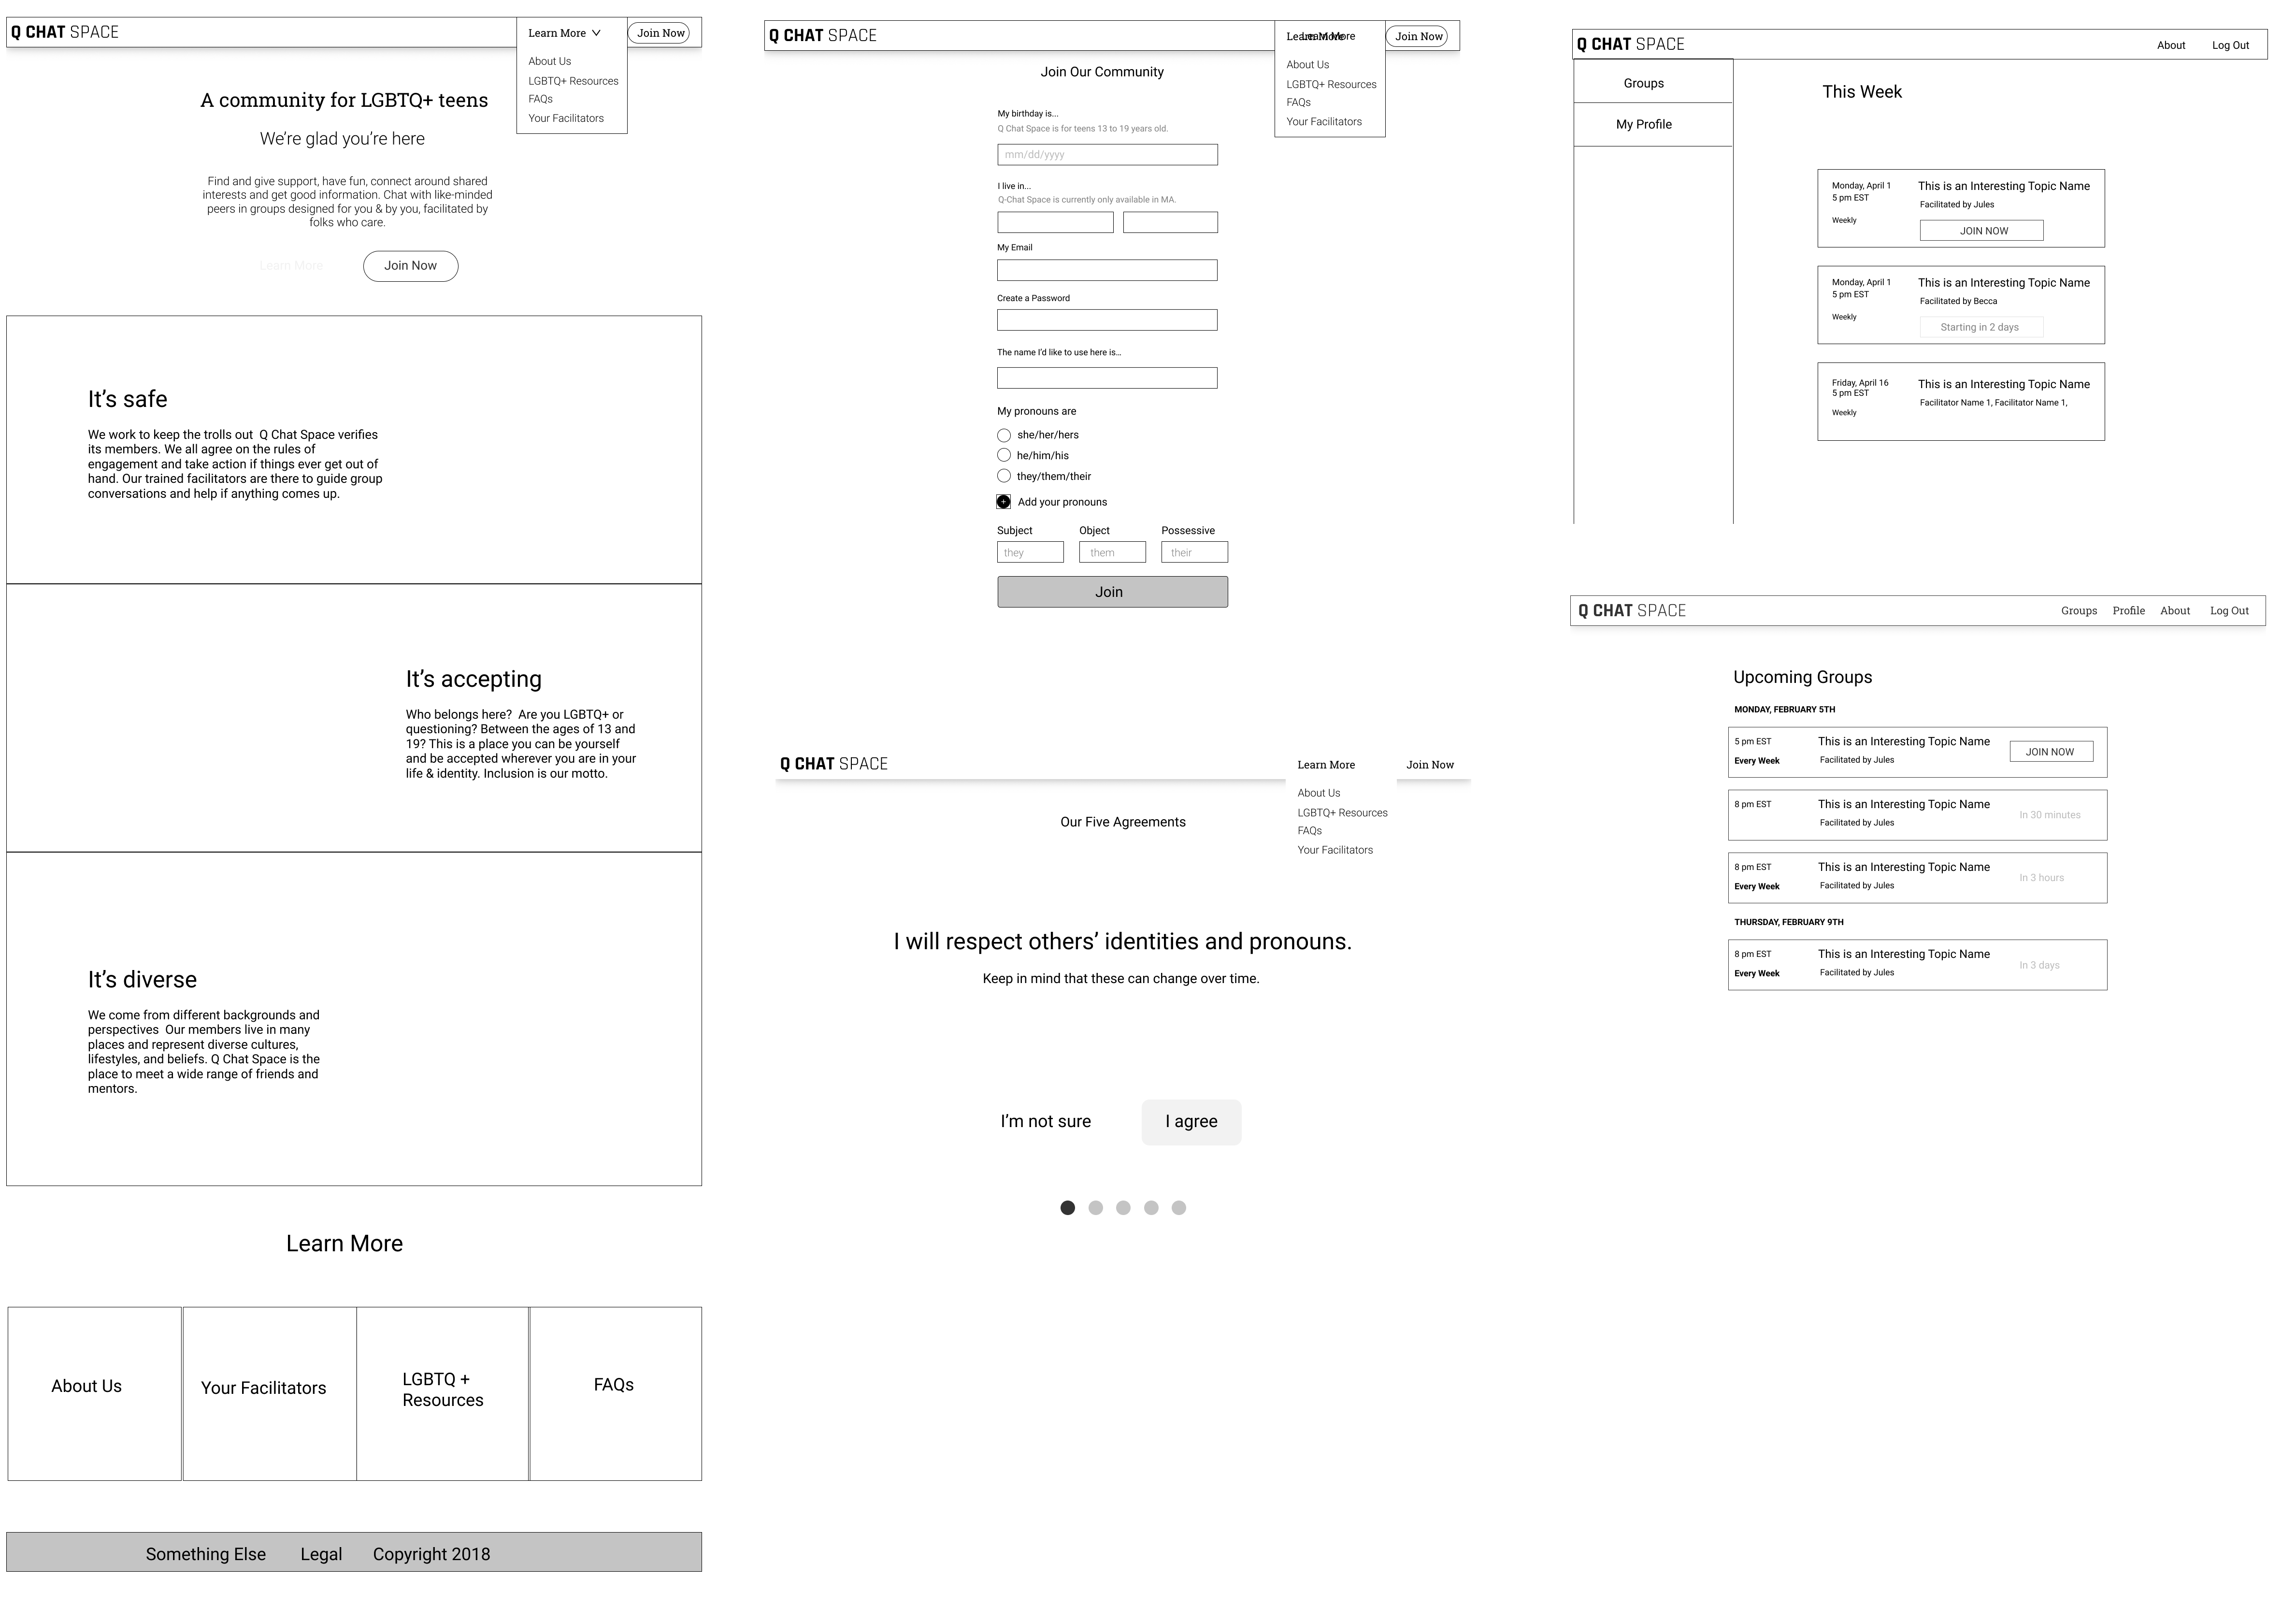 Q CHAT SPACE
Learn More
Join Now
About Us
LGBTQ+ Resources
FAQs
Your Facilitators
A community for LGBTQ+ teens
We’re glad you’re here
Find and give support, have fun, connect around shared
interests and get good information. Chat with like-minded
peers in groups designed for you & by you, facilitated by
folks who care.
Learn More
Join Now
It’s safe
We work to keep the trolls out  Q Chat Space verifies
its members. We all agree on the rules of
engagement and take action if things ever get out of
hand. Our trained facilitators are there to guide group
conversations and help if anything comes up.
It’s accepting
Who belongs here?  Are you LGBTQ+ or
questioning? Between the ages of 13 and
19? This is a place you can be yourself
and be accepted wherever you are in your
life & identity. Inclusion is our motto.
It’s diverse
We come from different backgrounds and
perspectives  Our members live in many
places and represent diverse cultures,
lifestyles, and beliefs. Q Chat Space is the
place to meet a wide range of friends and
mentors.
Learn More
About Us
Your Facilitators
LGBTQ +
Resources
FAQs
Something Else
Legal
Copyright 2018
Q CHAT SPACE
Learn More
Learn More
Join Now
About Us
LGBTQ+ Resources
FAQs
Your Facilitators
Join Our Community
My birthday is...
Q Chat Space is for teens 13 to 19 years old.
mm/dd/yyyy
I live in...
Q-Chat Space is currently only available in MA.
My Email
Create a Password
The name I’d like to use here is...
My pronouns are
she/her/hers
he/him/his
they/them/their
+ Add your pronouns
Subject
Object
Possessive
they
them
their
Join
Q CHAT SPACE
Learn More
Join Now
About Us
LGBTQ+ Resources
FAQs
Your Facilitators
Our Five Agreements
I will respect others’ identities and pronouns.
Keep in mind that these can change over time.
I’m not sure
I agree
Q CHAT SPACE
About
Log Out
Groups
My Profile
This Week
Monday, April 1
5 pm EST
Weekly
This is an Interesting Topic Name
Facilitated by Jules
JOIN NOW
Monday, April 1
5 pm EST
Weekly
This is an Interesting Topic Name
Facilitated by Becca
Starting in 2 days
Friday, April 16
5 pm EST
Weekly
This is an Interesting Topic Name
Facilitator Name 1, Facilitator Name 1,
Q CHAT SPACE
Groups
Profile
About
Log Out
Upcoming Groups
MONDAY, FEBRUARY 5TH
5 pm EST
Every Week
This is an Interesting Topic Name
Facilitated by Jules
JOIN NOW
8 pm EST
This is an Interesting Topic Name
Facilitated by Jules
In 30 minutes
8 pm EST
Every Week
This is an Interesting Topic Name
Facilitated by Jules
In 3 hours
THURSDAY, FEBRUARY 9TH
8 pm EST
Every Week
This is an Interesting Topic Name
Facilitated by Jules
In 3 days